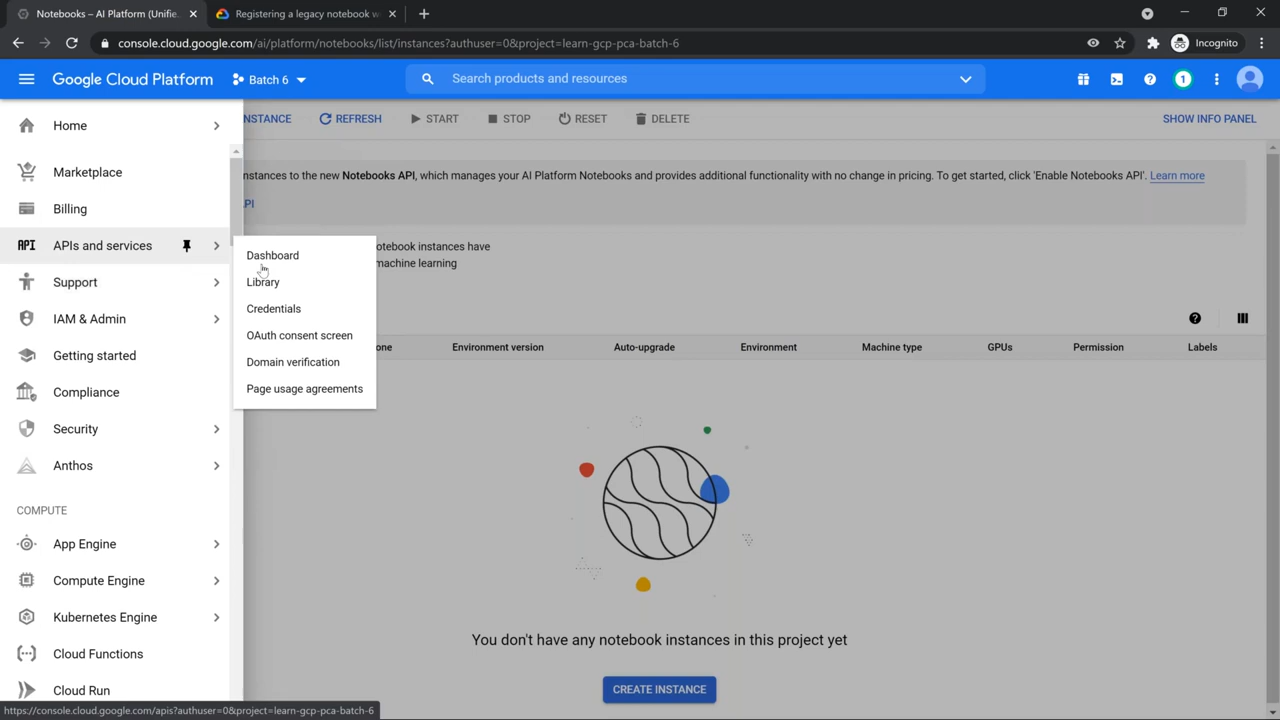 Notebooks – AI Platform (Unifie…
Registering a legacy notebook w
console.cloud.google.com/ai/platform/notebooks/list/instances?authuser=0&project=learn-gcp-pca-batch-6
Incognito
Google Cloud Platform
Batch 6
Search products and resources
1
Home
Marketplace
Billing
API APIs and services
Support
IAM & Admin
Getting started
Compliance
Security
Anthos
COMPUTE
App Engine
Compute Engine
Kubernetes Engine
Cloud Functions
Cloud Run
Dashboard
Library
Credentials
OAuth consent screen
Domain verification
Page usage agreements
NSTANCE
REFRESH
START
STOP
RESET
DELETE
SHOW INFO PANEL
nstances to the new Notebooks API, which manages your AI Platform Notebooks and provides additional functionality with no change in pricing. To get started, click 'Enable Notebooks API'. Learn more
PI
otebook instances have
machine learning
one
Environment version
Auto-upgrade
Environment
Machine type
GPUs
Permission
Labels
You don't have any notebook instances in this project yet
CREATE INSTANCE
https://console.cloud.google.com/apis?authuser=0&project=learn-gcp-pca-batch-6